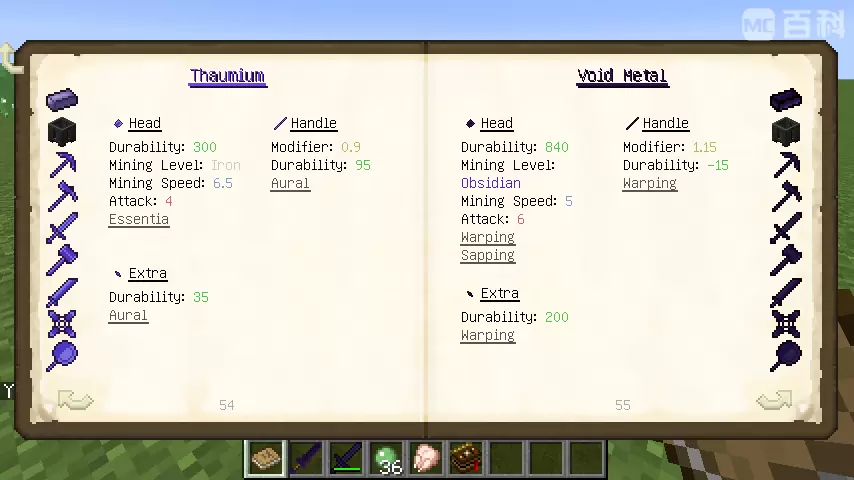 MC百科
Thaumium
Head
Durability: 300
Mining Level: Iron
Mining Speed: 6.5
Attack: 4
Essentia
Handle
Modifier: 0.9
Durability: 95
Aural
Extra
Durability: 35
Aural
54
Void Metal
Head
Durability: 840
Mining Level:
Obsidian
Mining Speed: 5
Attack: 6
Warping
Sapping
Handle
Modifier: 1.15
Durability: -15
Warping
Extra
Durability: 200
Warping
55
Y
36